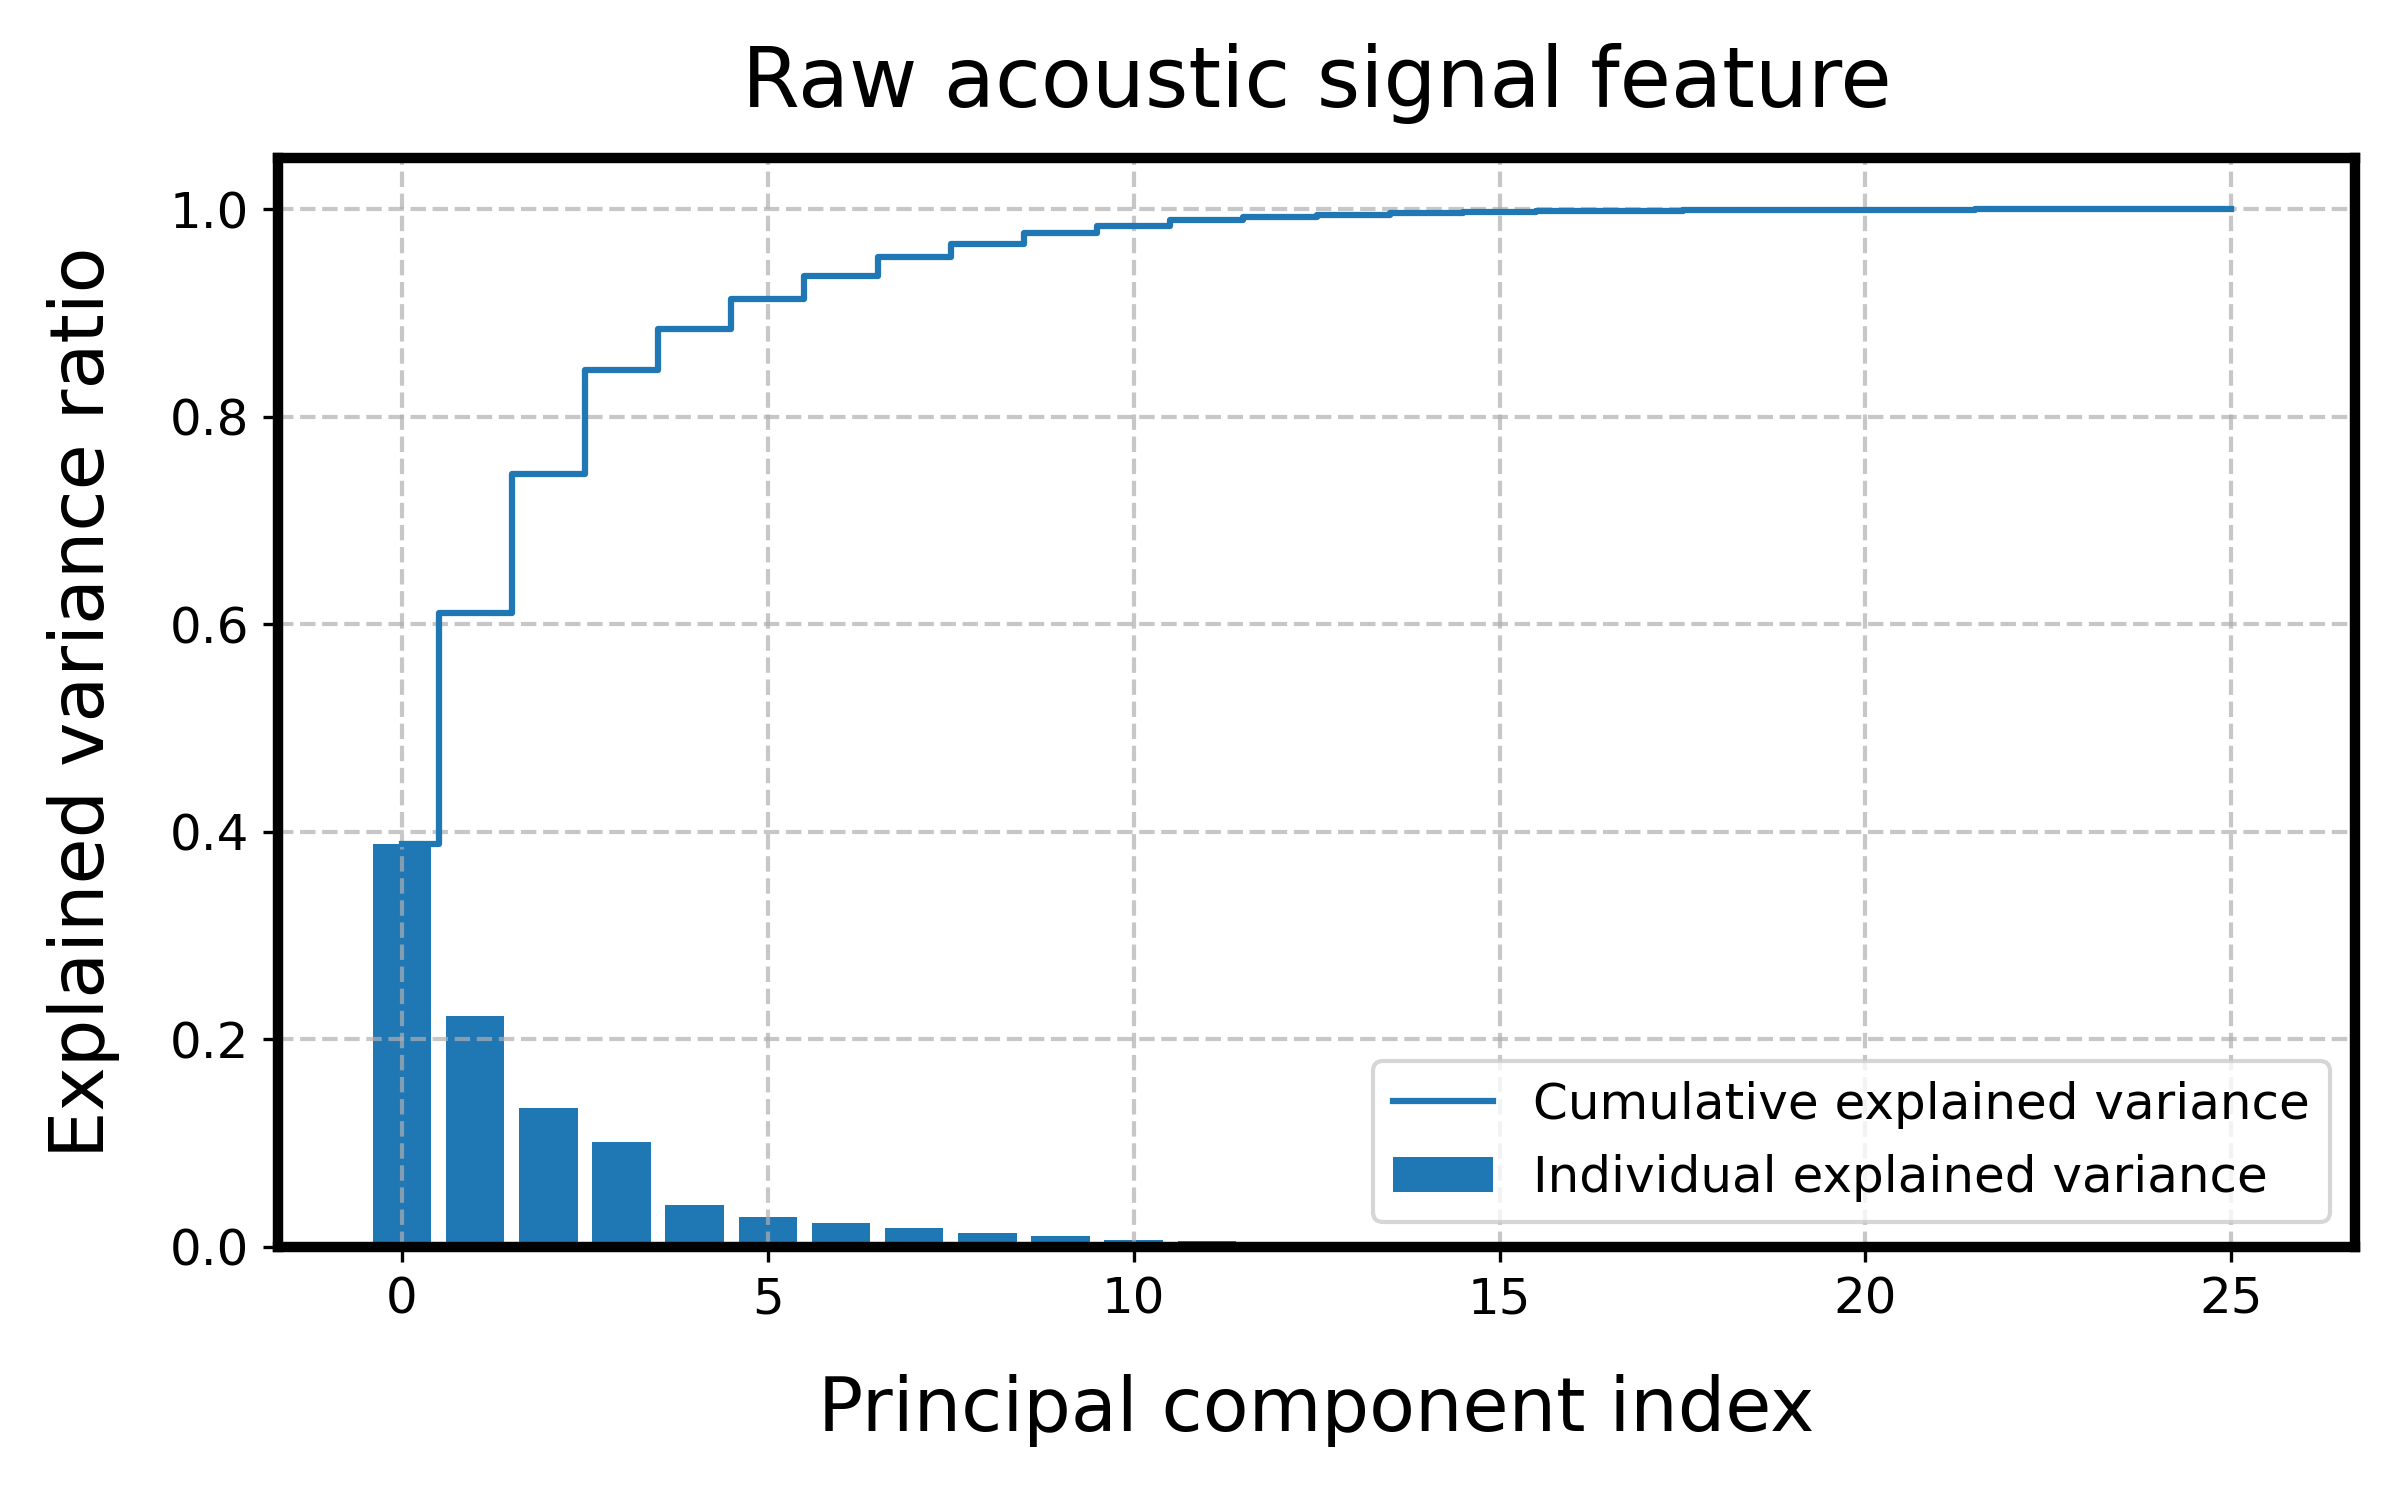 Raw acoustic signal feature
Explained variance ratio
1.0
0.8
0.6
0.4
0.2
0.0
Cumulative explained variance
Individual explained variance
0 5 10 15 20 25
Principal component index